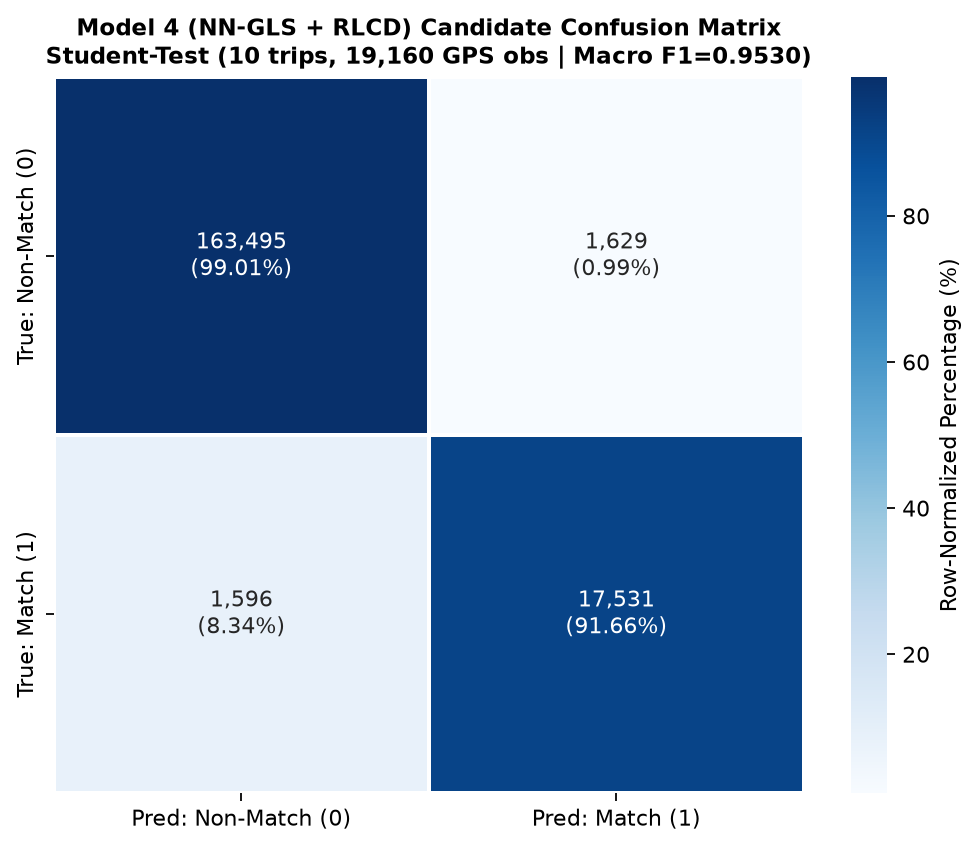 Model 4 (NN-GLS + RLCD) Candidate Confusion Matrix
Student-Test (10 trips, 19,160 GPS obs | Macro F1=0.9530)
True: Non-Match (0)
163,495
(99.01%)
1,629
(0.99%)
True: Match (1)
1,596
(8.34%)
17,531
(91.66%)
Pred: Non-Match (0)
Pred: Match (1)
80
60
40
20
Row-Normalized Percentage (%)